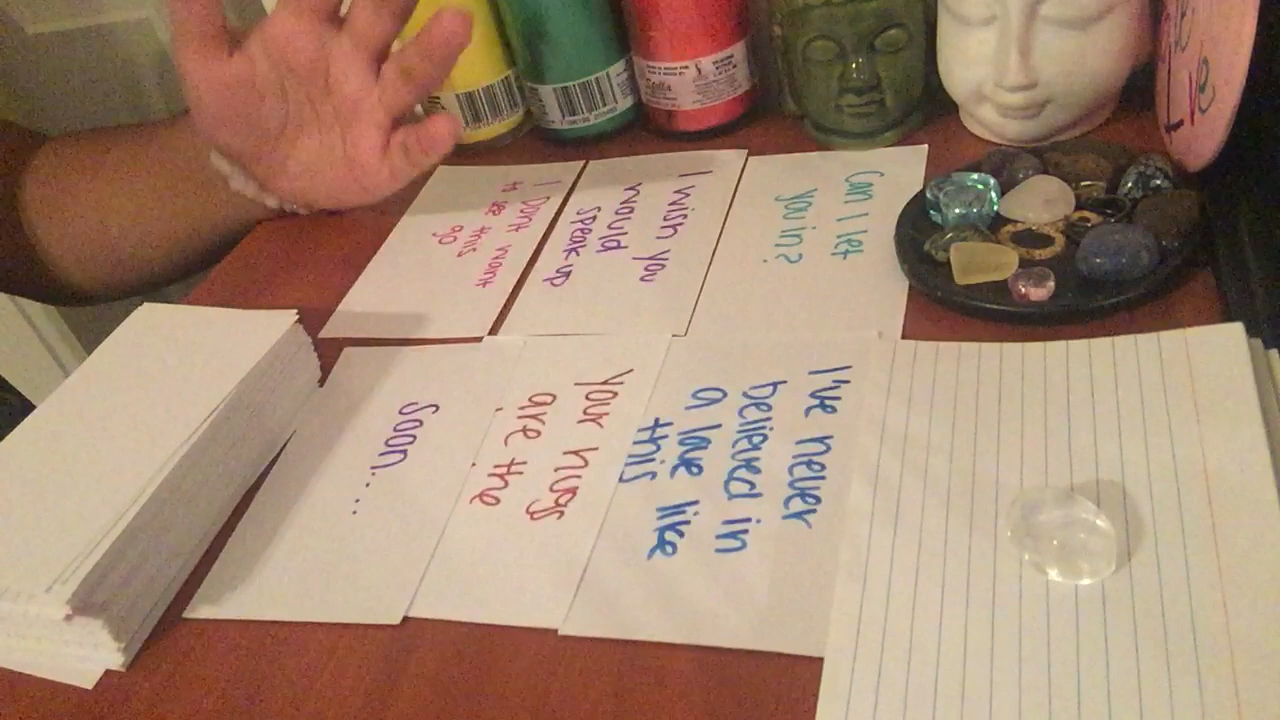 Can I let
you in?
I wish you
would
speak up
I Don't want
to see this
go
I've never
believed in
a love like
this
Your hugs
are the
Soon.....